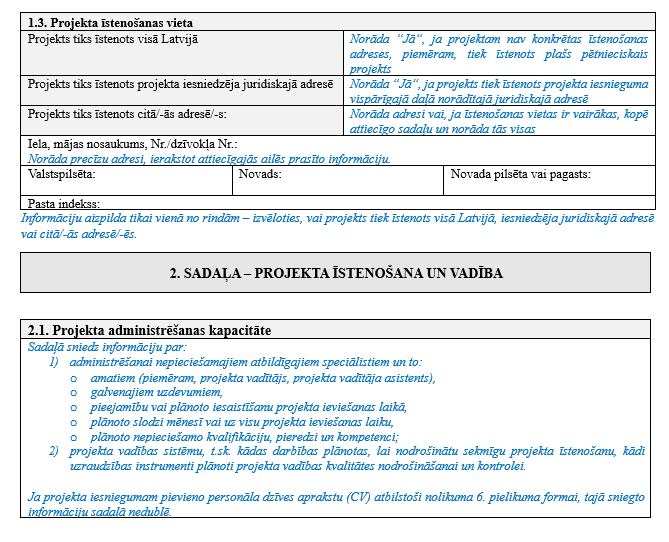 1.3. Projekta īstenošanas vieta
Projekts tiks īstenots visā Latvijā
Norāda “Jā“, ja projektam nav konkrētas īstenošanas
adreses, piemēram, tiek īstenots plašs pētnieciskais
projekts
Projekts tiks īstenots projekta iesniedzēja juridiskajā adresē
Norāda “Jā“, ja projekts tiek īstenots projekta iesnieguma
vispārīgajā daļā norādītajā juridiskajā adresē
Projekts tiks īstenots citā/-ās adresē/-s:
Norāda adresi vai, ja īstenošanas vietas ir vairākas, kopē
attiecīgo sadaļu un norāda tās visas
Iela, mājas nosaukums, Nr./dzīvokļa Nr.:
Norāda precīzu adresi, ierakstot attiecīgajās ailēs prasīto informāciju.
Valstspilsēta: Novads: Novada pilsēta vai pagasts:
Pasta indekss:
Informāciju aizpilda tikai vienā no rindām – izvēloties, vai projekts tiek īstenots visā Latvijā, iesniedzēja juridiskajā adresē
vai citā/-ās adresē/-ēs.
2. SADAĻA – PROJEKTA ĪSTENOŠANA UN VADĪBA
2.1. Projekta administrēšanas kapacitāte
Sadaļā sniedz informāciju par:
1) administrēšanai nepieciešamajiem atbildīgajiem speciālistiem un to:
o amatiem (piemēram, projekta vadītājs, projekta vadītāja asistents),
o galvenajiem uzdevumiem,
o pieejamību vai plānoto iesaistīšanu projekta ieviešanas laikā,
o plānoto slodzi mēnesī vai uz visu projekta ieviešanas laiku,
o plānoto nepieciešamo kvalifikāciju, pieredzi un kompetenci;
2) projekta vadības sistēmu, t.sk. kādas darbības plānotas, lai nodrošinātu sekmīgu projekta īstenošanu, kādi
uzraudzības instrumenti plānoti projekta vadības kvalitātes nodrošināšanai un kontrolei.
Ja projekta iesniegumam pievieno personāla dzīves aprakstu (CV) atbilstoši nolikuma 6. pielikuma formai, tajā sniegto
informāciju sadaļā nedublē.